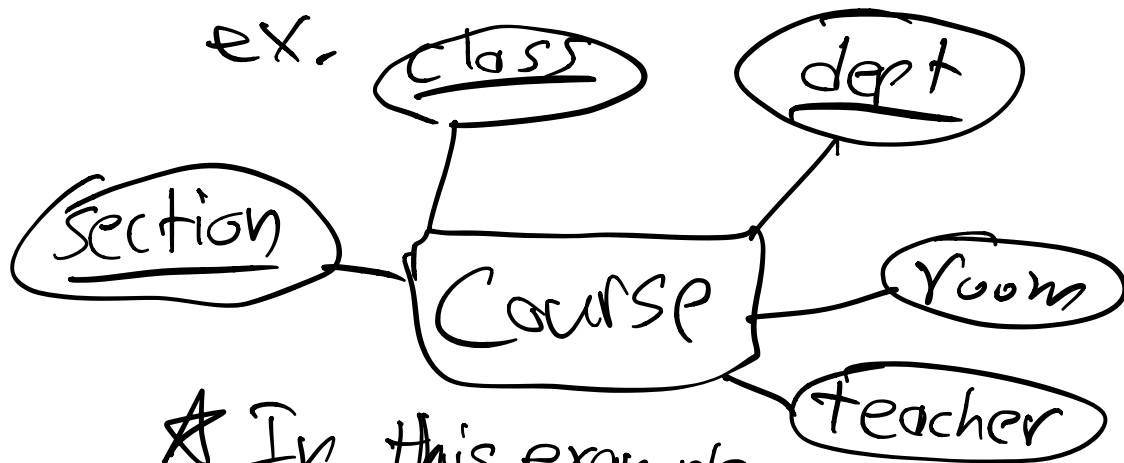 ex.
class
dept
section
Course
room
teacher
☆ In this example